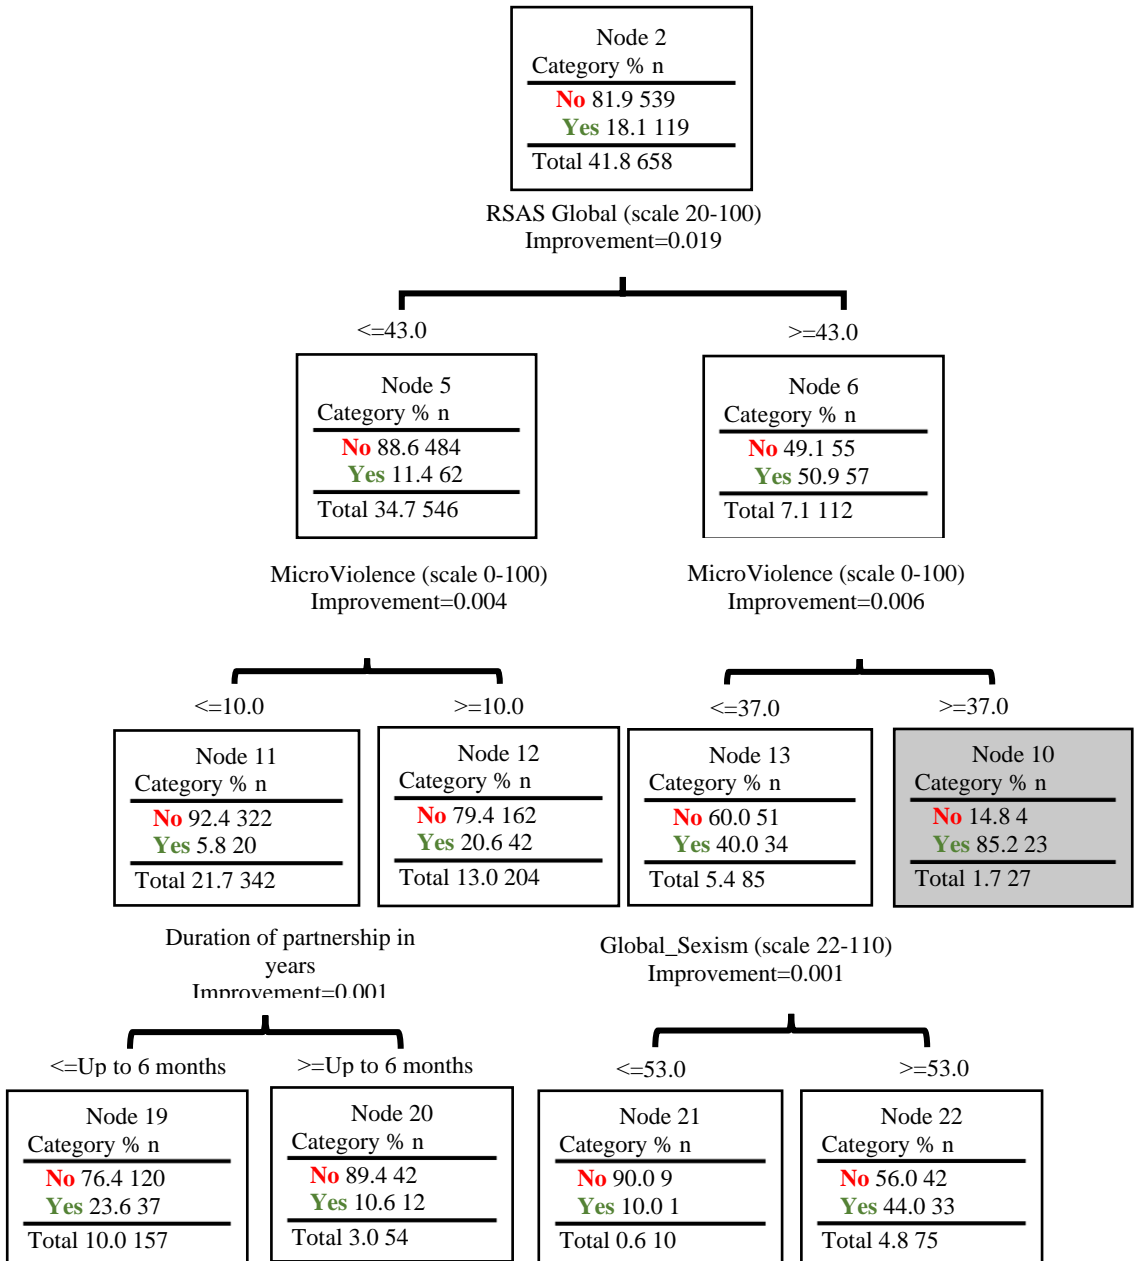 Node 2
Category % n
No 81.9 539
Yes 18.1 119
Total 41.8 658
RSAS Global (scale 20-100)
Improvement=0.019
<=43.0
>=43.0
Node 5
Category % n
No 88.6 484
Yes 11.4 62
Total 34.7 546
Node 6
Category % n
No 49.1 55
Yes 50.9 57
Total 7.1 112
MicroViolence (scale 0-100)
Improvement=0.004
MicroViolence (scale 0-100)
Improvement=0.006
<=10.0
>=10.0
<=37.0
>=37.0
Node 11
Category % n
No 92.4 322
Yes 5.8 20
Total 21.7 342
Node 12
Category % n
No 79.4 162
Yes 20.6 42
Total 13.0 204
Node 13
Category % n
No 60.0 51
Yes 40.0 34
Total 5.4 85
Node 10
Category % n
No 14.8 4
Yes 85.2 23
Total 1.7 27
Duration of partnership in
years
Improvement=0.001
Global_Sexism (scale 22-110)
Improvement=0.001
<=Up to 6 months
>=Up to 6 months
<=53.0
>=53.0
Node 19
Category % n
No 76.4 120
Yes 23.6 37
Total 10.0 157
Node 20
Category % n
No 89.4 42
Yes 10.6 12
Total 3.0 54
Node 21
Category % n
No 90.0 9
Yes 10.0 1
Total 0.6 10
Node 22
Category % n
No 56.0 42
Yes 44.0 33
Total 4.8 75